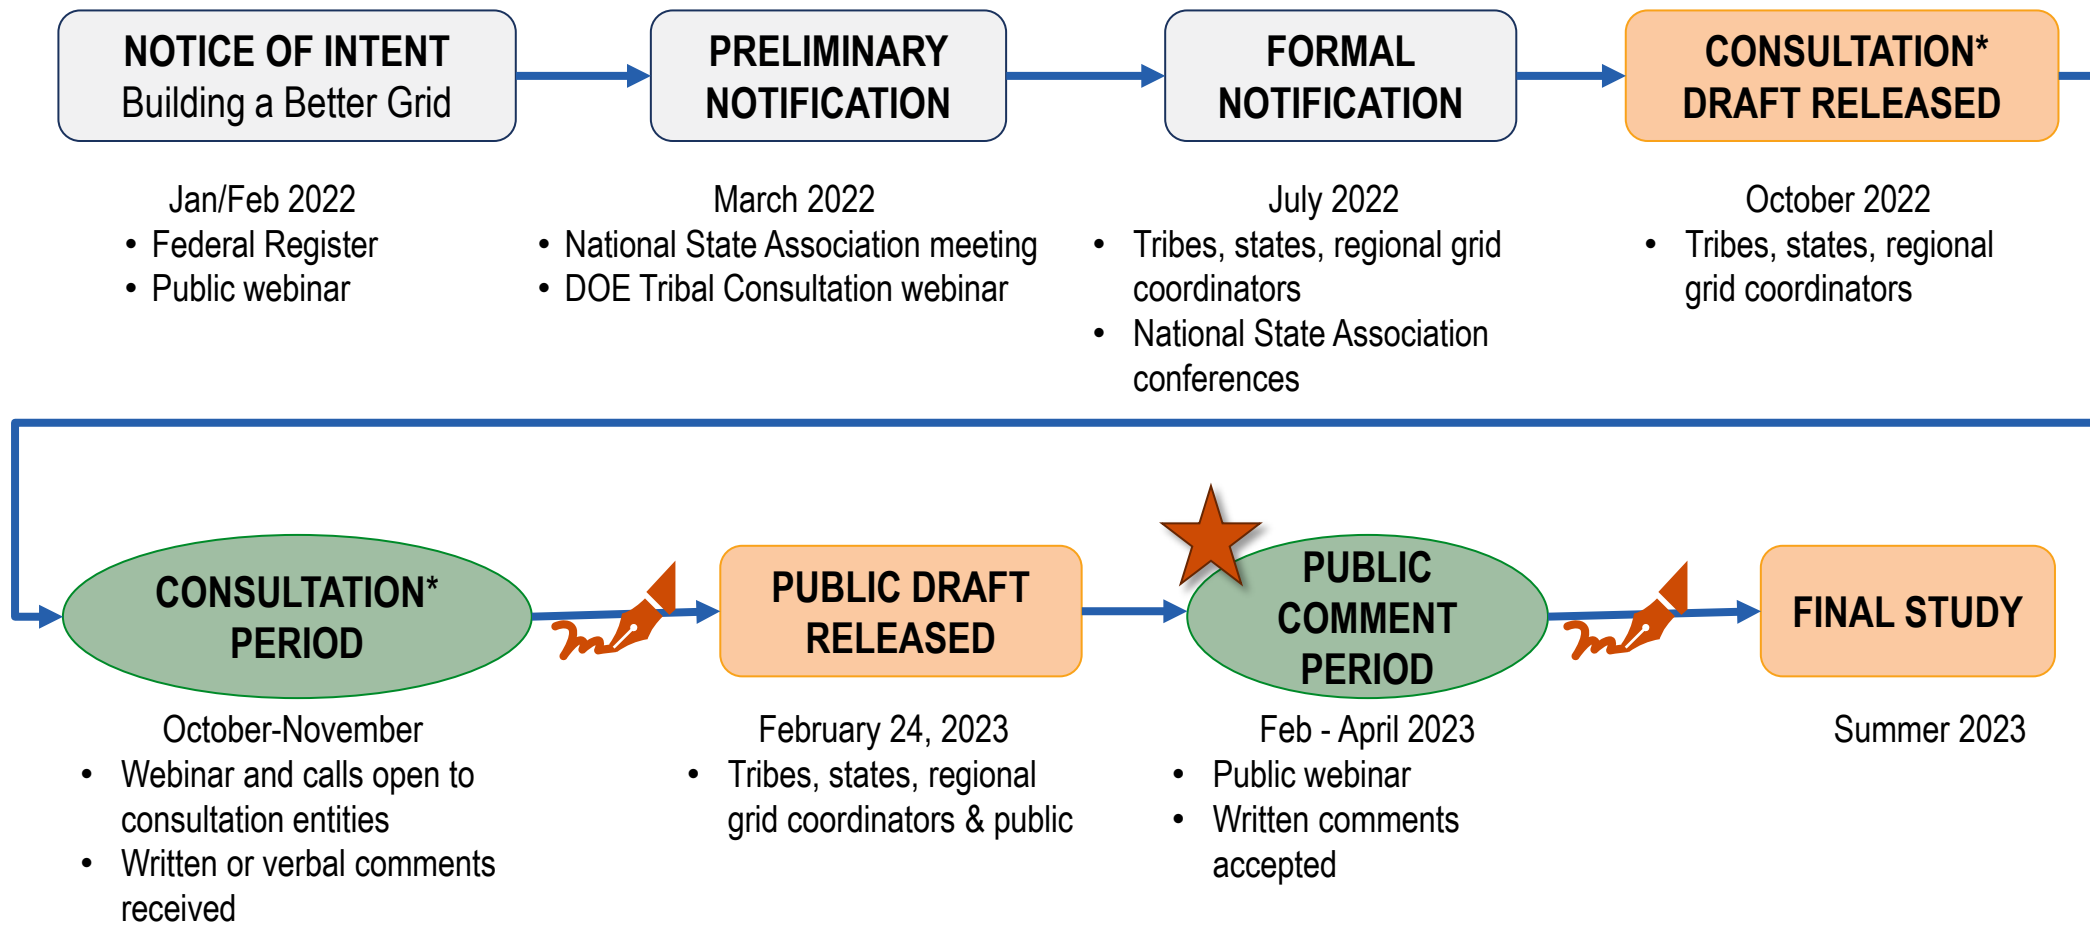 NOTICE OF INTENT
Building a Better Grid
PRELIMINARY
NOTIFICATION
FORMAL
NOTIFICATION
CONSULTATION*
DRAFT RELEASED
Jan/Feb 2022
• Federal Register
• Public webinar
March 2022
• National State Association meeting
• DOE Tribal Consultation webinar
July 2022
• Tribes, states, regional grid
coordinators
• National State Association
conferences
October 2022
• Tribes, states, regional
grid coordinators
CONSULTATION*
PERIOD
PUBLIC DRAFT
RELEASED
PUBLIC
COMMENT
PERIOD
FINAL STUDY
October-November
• Webinar and calls open to
consultation entities
• Written or verbal comments
received
February 24, 2023
• Tribes, states, regional
grid coordinators & public
Feb - April 2023
• Public webinar
• Written comments
accepted
Summer 2023